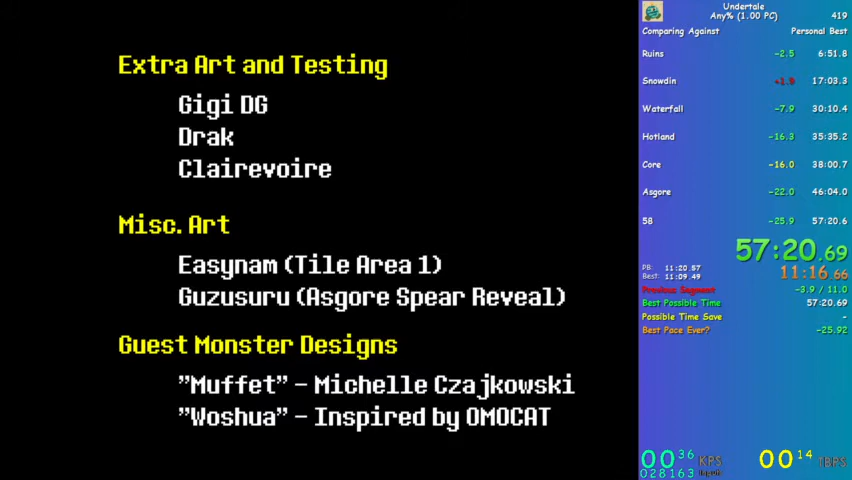 Extra Art and Testing
Gigi DG
Drak
Clairevoire
Misc. Art
Easynam (Tile Area 1)
Guzusuru (Asgore Spear Reveal)
Guest Monster Designs
"Muffet" - Michelle Czajkowski
"Woshua" - Inspired by OMOCAT
Undertale
Any% (1.00 PC) 419
Comparing Against Personal Best
Ruins -2.5 6:51.8
Snowdin +1.9 17:03.3
Waterfall -7.9 30:10.4
Hotland -16.3 35:35.2
Core -16.0 38:00.7
Asgore -22.0 46:04.0
58 -25.9 57:20.6
57:20.69
PB: 11:20.57
Best: 11:09.49
11:16.66
Previous Segment -3.9 / 11.0
Best Possible Time 57:20.69
Possible Time Save -
Best Pace Ever? -25.92
00 36 KPS
028163 Inputs
00 14 IBPS